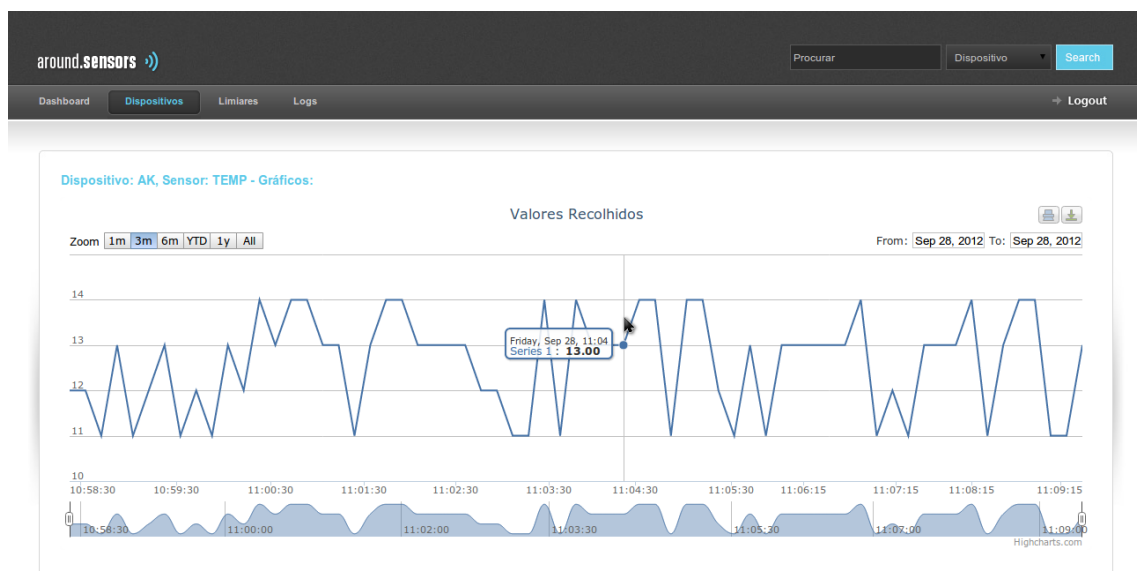 around.sensors
Procurar Dispositivo Search
Dashboard Dispositivos Limiares Logs Logout
Dispositivo: AK, Sensor: TEMP - Gráficos:
Valores Recolhidos
Zoom 1m 3m 6m YTD 1y All From: Sep 28, 2012 To: Sep 28, 2012
14
13
Friday, Sep 28, 11:04
Series 1 : 13.00
12
11
10
10:58:30 10:59:30 11:00:30 11:01:30 11:02:30 11:03:30 11:04:30 11:05:30 11:06:15 11:07:15 11:08:15 11:09:15
10:58:30 11:00:00 11:02:00 11:03:30 11:05:30 11:07:00 11:09:00
Highcharts.com